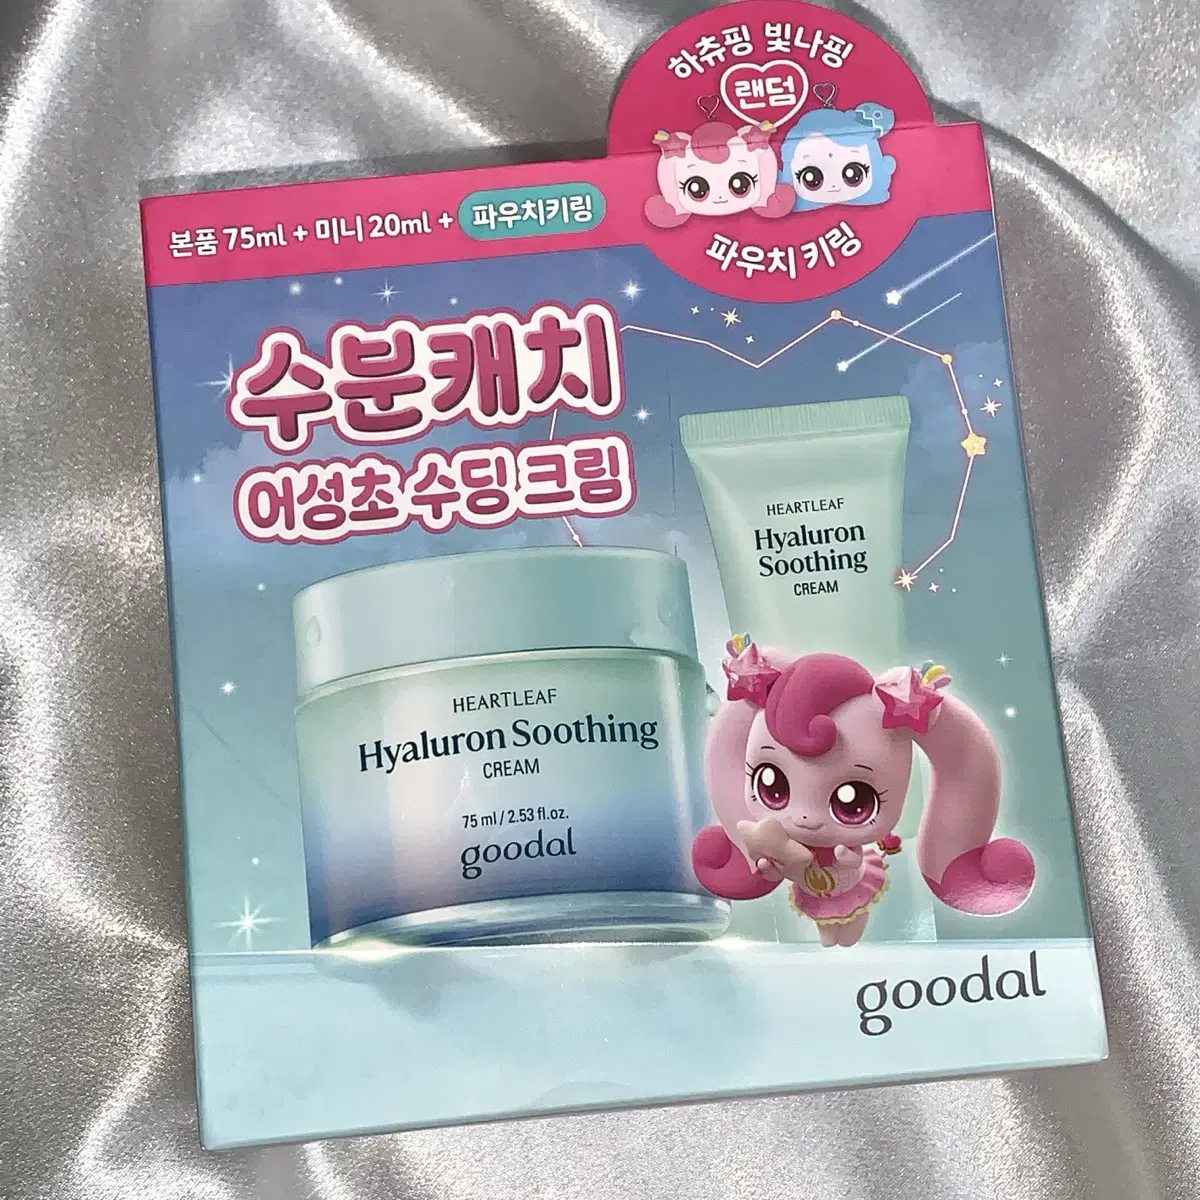 하츄핑 빛나핑
랜덤
파우치 키링
본품 75ml + 미니 20ml + 파우치키링
수분캐치
어성초 수딩 크림
HEARTLEAF
Hyaluron
Soothing
CREAM
HEARTLEAF
Hyaluron Soothing
CREAM
75 ml / 2.53 fl.oz.
goodal
goodal